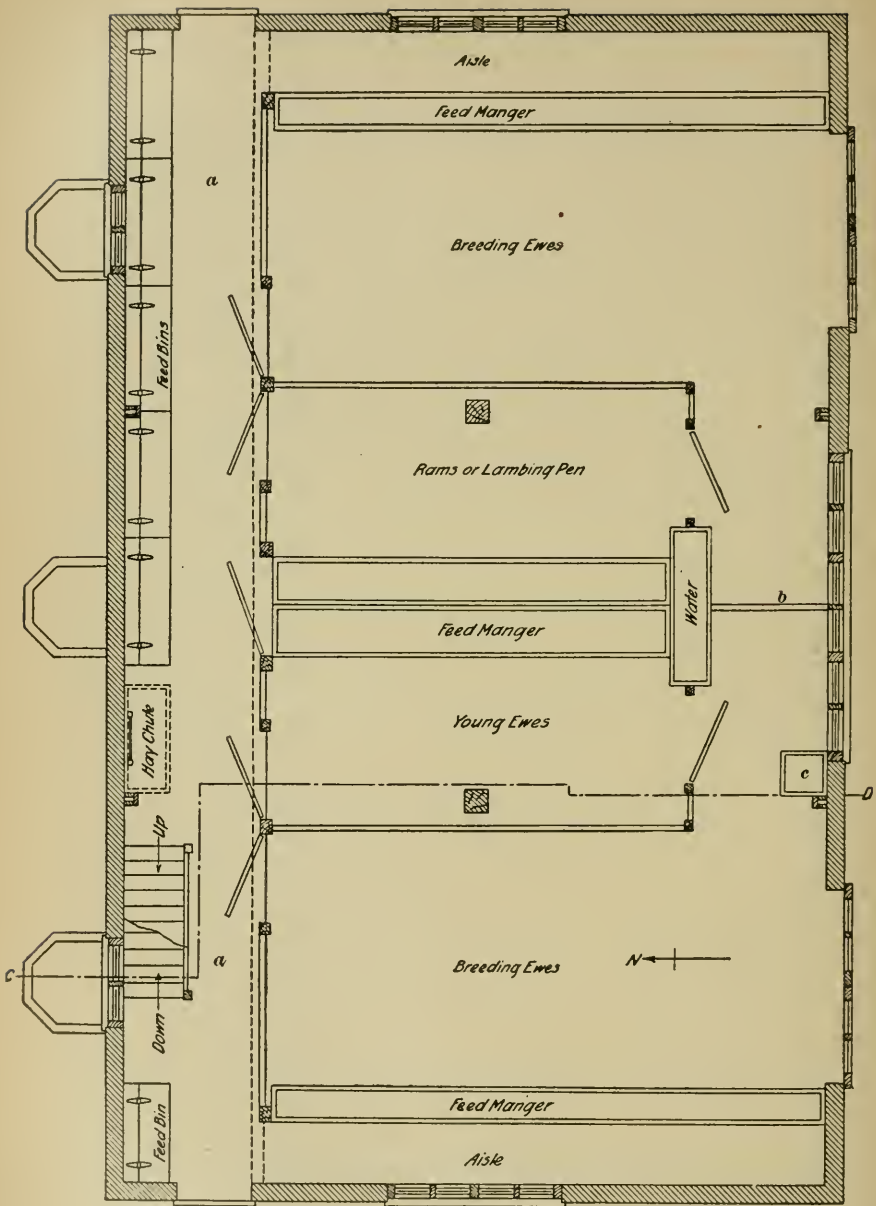 Aisle
Feed Manger
a
Breeding Ewes
Feed Bins
Rams or Lambing Pen
Water
b
Feed Manger
Hay Chute
Young Ewes
c
D
Up
C
a
Breeding Ewes
N
Down
Feed Manger
Feed Bin
Aisle